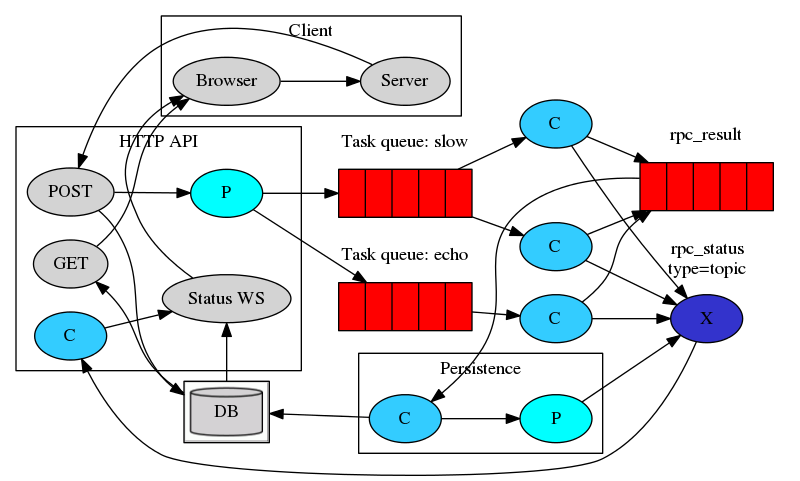 Client
Browser
Server
HTTP API
POST
P
GET
Status WS
C
DB
Task queue: slow
Task queue: echo
C
C
C
rpc_result
rpc_status
type=topic
X
Persistence
C
P